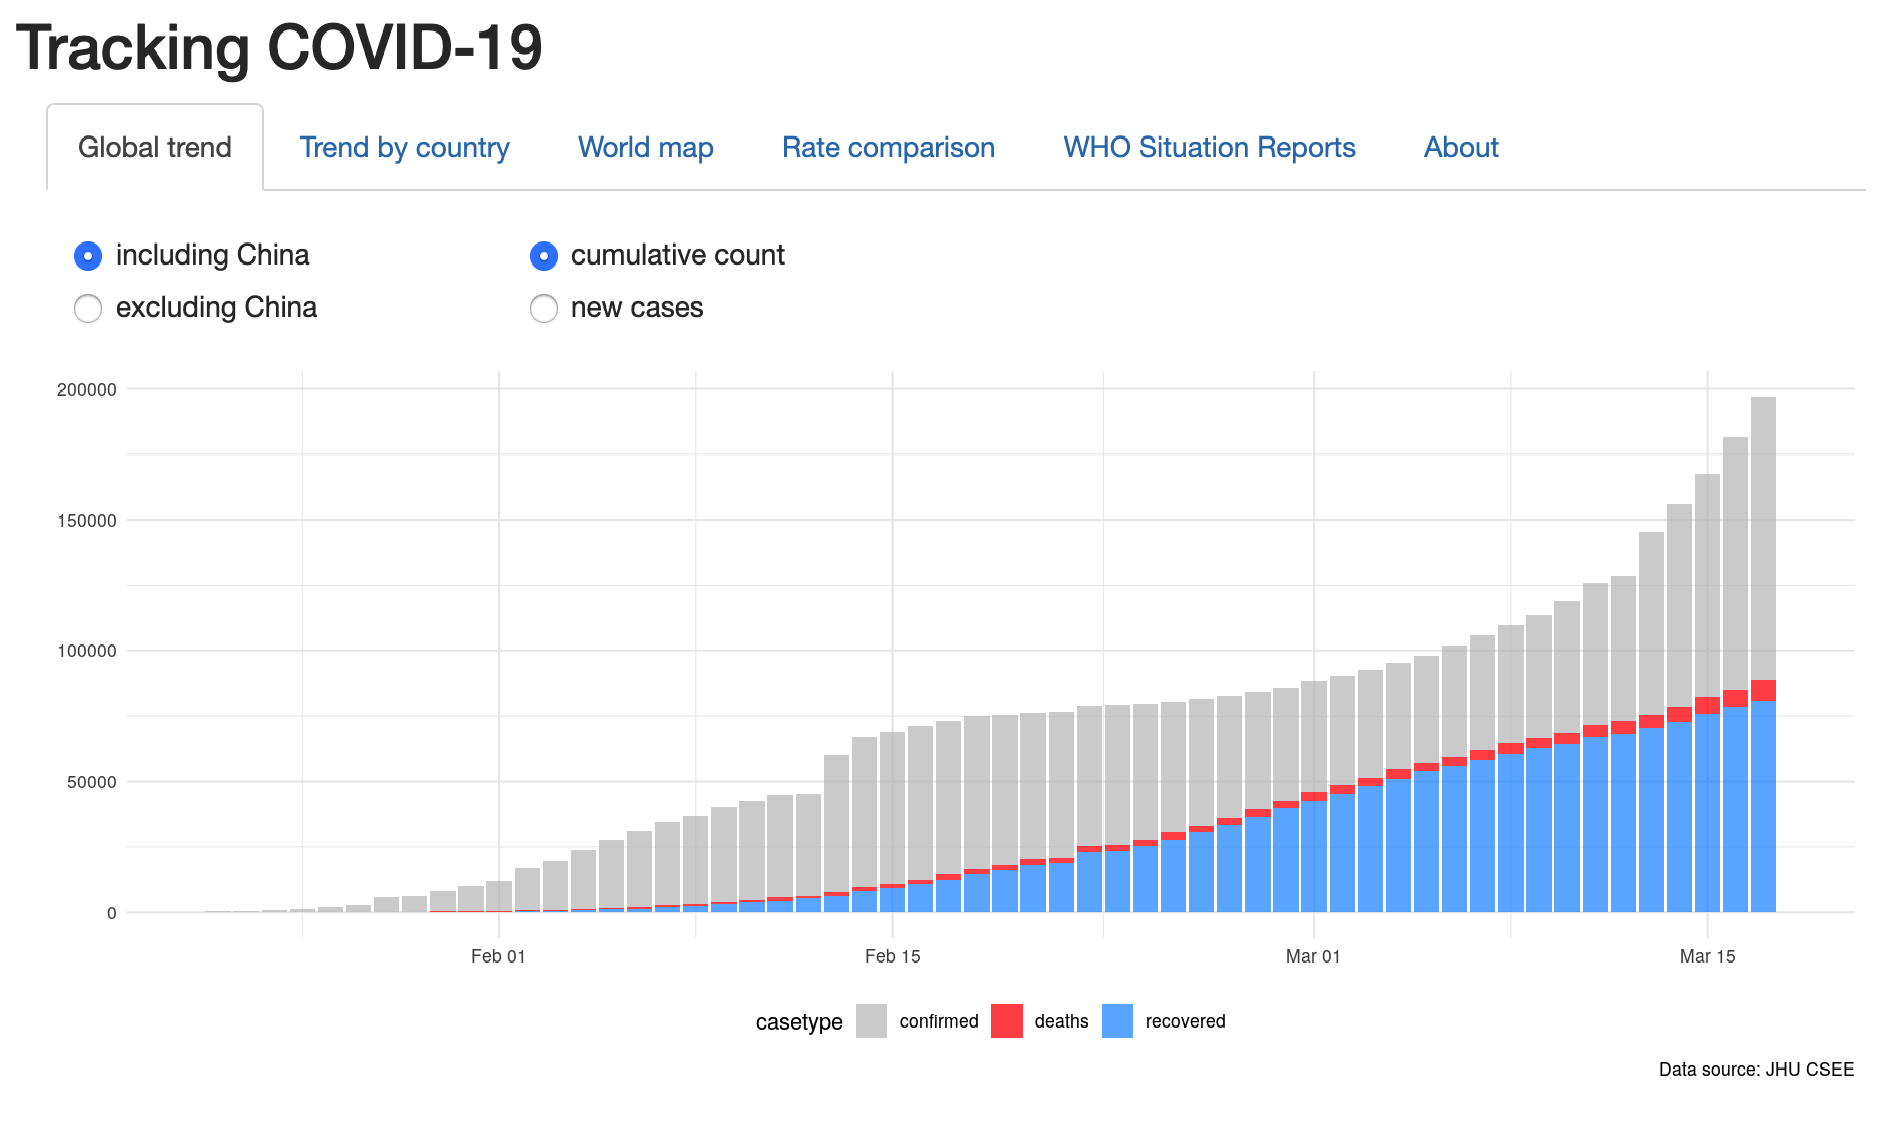 Tracking COVID-19
Global trend Trend by country World map Rate comparison WHO Situation Reports About
including China cumulative count
excluding China new cases
200000
150000
100000
50000
0
Feb 01 Feb 15 Mar 01 Mar 15
casetype confirmed deaths recovered
Data source: JHU CSEE